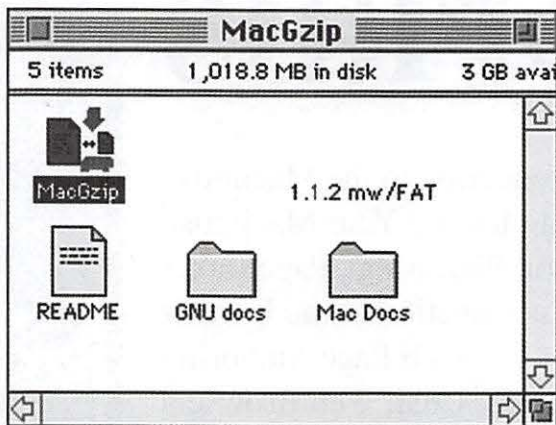 MacGzip
5 items 1,018.8 MB in disk 3 GB avai
MacGzip
1.1.2 mw/FAT
README GNU docs Mac Docs